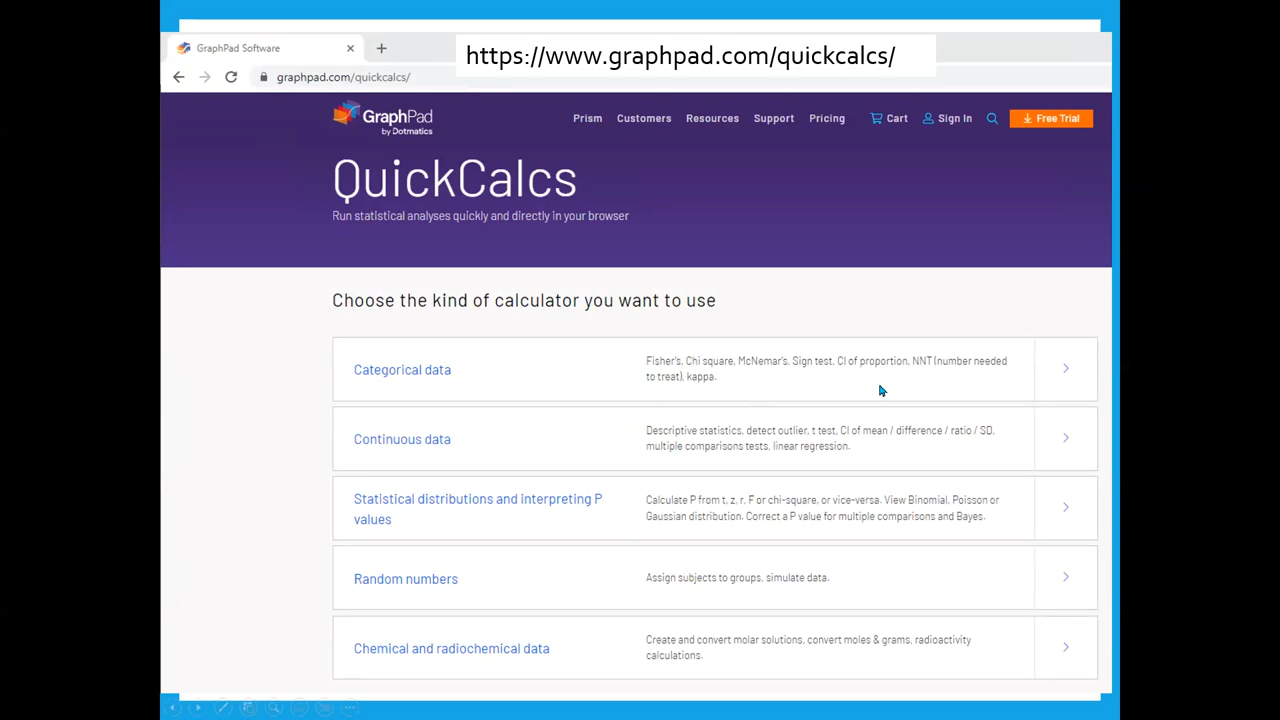 GraphPad Software
https://www.graphpad.com/quickcalcs/
graphpad.com/quickcalcs/
GraphPad
by Dotmatics
Prism
Customers
Resources
Support
Pricing
Cart
Sign In
Free Trial
QuickCalcs
Run statistical analyses quickly and directly in your browser
Choose the kind of calculator you want to use
Categorical data
Fisher's, Chi square, McNemar's, Sign test, CI of proportion, NNT (number needed
to treat), kappa.
Continuous data
Descriptive statistics, detect outlier, t test, CI of mean / difference / ratio / SD,
multiple comparisons tests, linear regression.
Statistical distributions and interpreting P
values
Calculate P from t, z, r, F or chi-square, or vice-versa. View Binomial, Poisson or
Gaussian distribution. Correct a P value for multiple comparisons and Bayes.
Random numbers
Assign subjects to groups, simulate data.
Chemical and radiochemical data
Create and convert molar solutions, convert moles & grams, radioactivity
calculations.